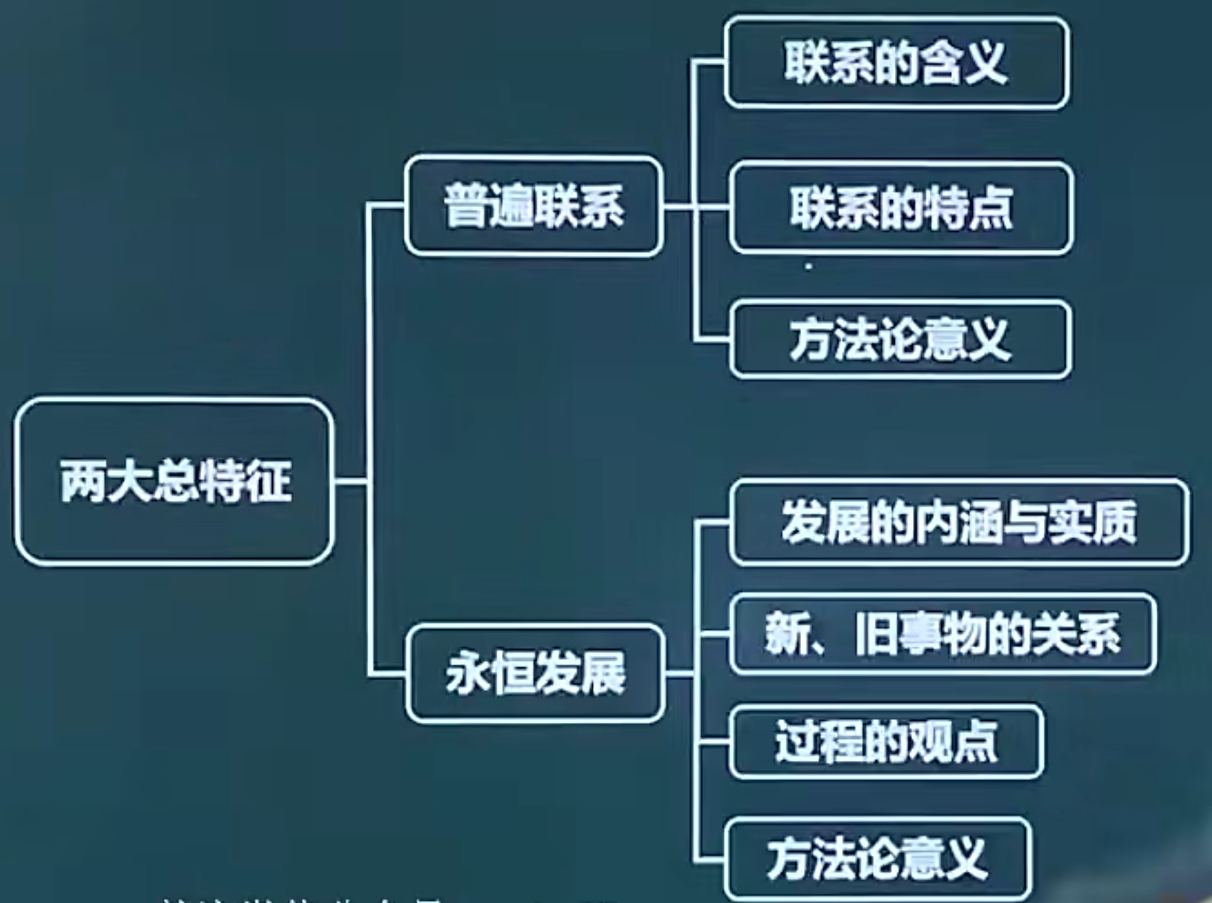 两大总特征
普遍联系
联系的含义
联系的特点
方法论意义
永恒发展
发展的内涵与实质
新、旧事物的关系
过程的观点
方法论意义